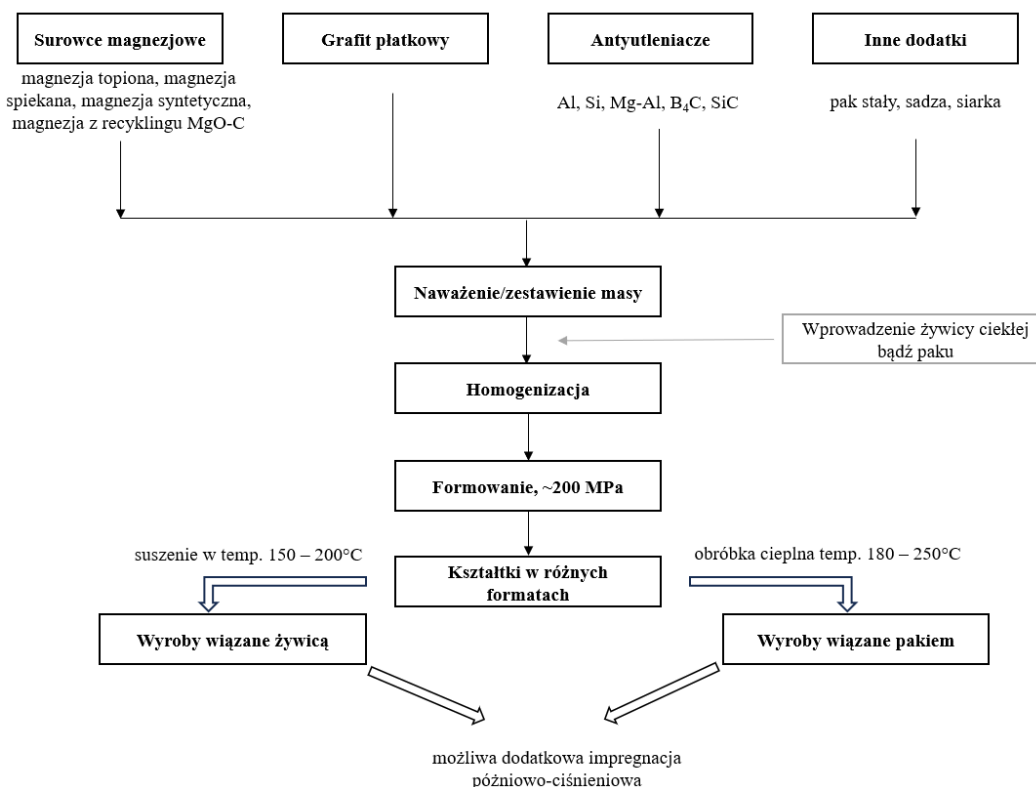 Surowce magnezjowe
magnezja topiona, magnezja
spiekana, magnezja syntetyczna,
magnezja z recyklingu MgO-C
Grafit płatkowy
Antyutleniacze
Al, Si, Mg-Al, B₄C, SiC
Inne dodatki
pak stały, sadza, siarka
Naważenie/zestawienie masy
Wprowadzenie żywicy ciekłej
bądź paku
Homogenizacja
Formowanie, ~200 MPa
suszenie w temp. 150 – 200°C
Kształtki w różnych
formatach
obróbka cieplna temp. 180 – 250°C
Wyroby wiązane żywicą
Wyroby wiązane pakiem
możliwa dodatkowa impregnacja
póżniowo-ciśnieniowa